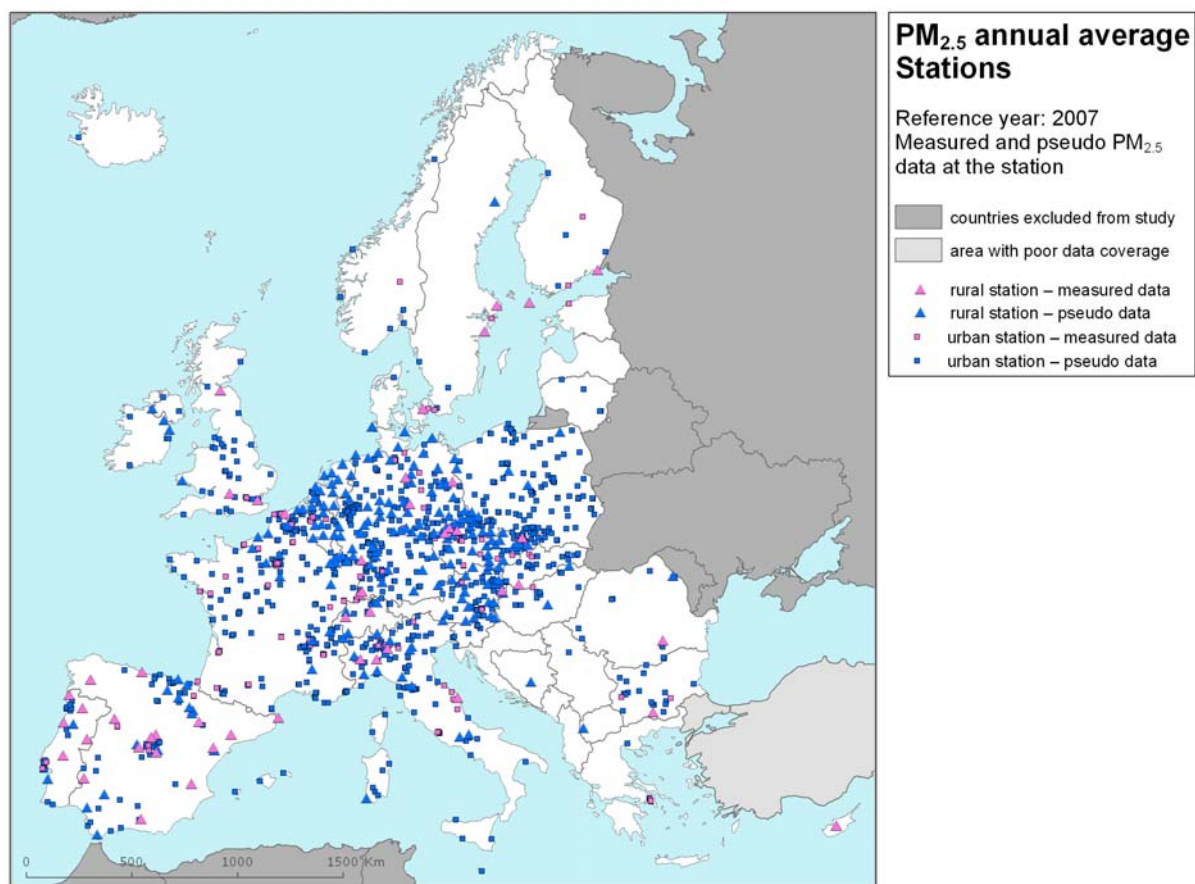 PM2.5 annual average
Stations
Reference year: 2007
Measured and pseudo PM2.5
data at the station
countries excluded from study
area with poor data coverage
rural station – measured data
rural station – pseudo data
urban station – measured data
urban station – pseudo data
0 500 1000 1500 Km